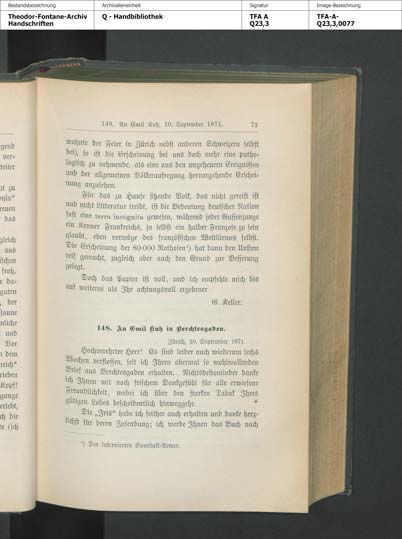 Bestandsbezeichnung
Theodor-Fontane-Archiv
Handschriften
Archivalieneinheit
Q - Handbibliothek
Signatur
TFA A
Q23,3
Image-Bezeichnung
TFA-A-
Q23,3,0077
148. An Emil Kuh, 10. September 1871. 71
wohnte der Feier in Zürich nebst anderen Schweizern selbst
bei), so ist die Erscheinung bei uns doch mehr eine patho-
logisch zu nehmende, als eine aus den ungeheuren Ereignissen
und der allgemeinen Völkeraufregung hervorgehende Erschei-
nung anzusehen.
Für das zu Hause sitzende Volk, das nicht gereist ist
und nicht Litteratur treibt, ist die Bedeutung deutscher Nation
fast eine terra incognita gewesen, während jeder Gassenjunge
ein Kenner Frankreichs, ja selbst ein halber Franzose zu sein
glaubt, eben vermöge des französischen Weltlärmes selbst.
Die Erscheinung der 80 000 Rothosen¹) hat dann den Unsinn
reif gemacht, zugleich aber auch den Grund zur Besserung
gelegt.
Doch das Papier ist voll, und ich empfehle mich bis
auf weiteres als Ihr achtungsvoll ergebener
G. Keller.
148. An Emil Kuh in Berchtesgaden.
Zürich, 10. September 1871.
Hochverehrter Herr! Es sind leider auch wiederum sechs
Wochen verflossen, seit ich Ihren abermal so wohlwollenden
Brief aus Berchtesgaden erhalten. Nichtsdestominder danke
ich Ihnen mit noch frischem Dankgefühl für alle erwiesene
Freundlichkeit, wobei ich über den starken Tabak Ihres
gütigen Lobes bescheidentlich hinweggehe.
Die „Iris“ habe ich seither auch erhalten und danke herz-
lichst für deren Zusendung; ich werde Ihnen das Buch nach
¹) Der internierten Bourbaki-Armee.